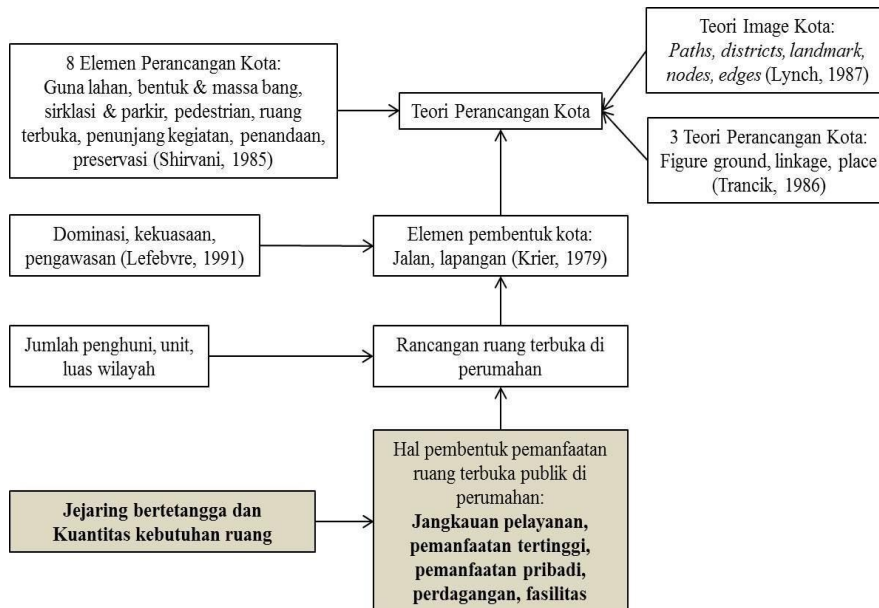 8 Elemen Perancangan Kota:
Guna lahan, bentuk & massa bang,
sirklasi & parkir, pedestrian, ruang
terbuka, penunjang kegiatan, penandaan,
preservasi (Shirvani, 1985)
Teori Perancangan Kota
Teori Image Kota:
Paths, districts, landmark,
nodes, edges (Lynch, 1987)
3 Teori Perancangan Kota:
Figure ground, linkage, place
(Trancik, 1986)
Dominasi, kekuasaan,
pengawasan (Lefebvre, 1991)
Elemen pembentuk kota:
Jalan, lapangan (Krier, 1979)
Jumlah penghuni, unit,
luas wilayah
Rancangan ruang terbuka di
perumahan
Jejaring bertetangga dan
Kuantitas kebutuhan ruang
Hal pembentuk pemanfaatan
ruang terbuka publik di
perumahan:
Jangkauan pelayanan,
pemanfaatan tertinggi,
pemanfaatan pribadi,
perdagangan, fasilitas